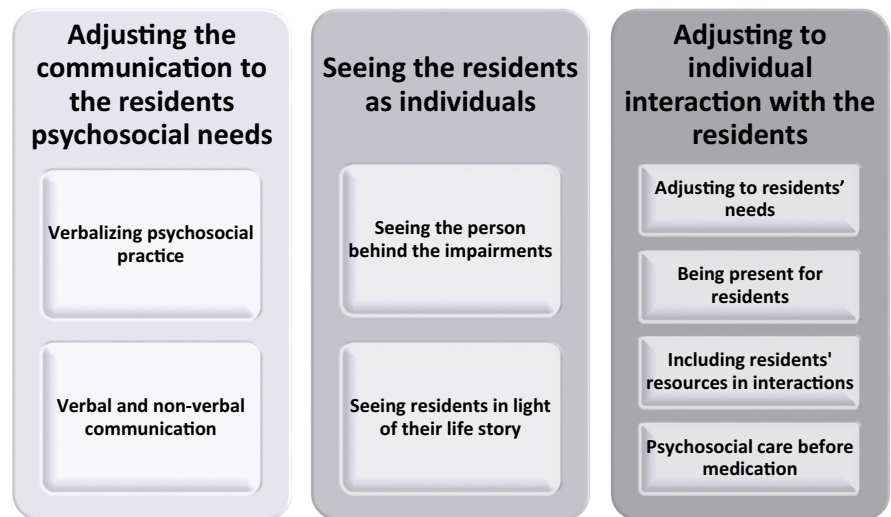 Adjusting the
communication to
the residents
psychosocial needs
Verbalizing psychosocial
practice
Verbal and non-verbal
communication
Seeing the residents
as individuals
Seeing the person
behind the impairments
Seeing residents in light
of their life story
Adjusting to
individual
interaction with the
residents
Adjusting to residents’
needs
Being present for
residents
Including residents'
resources in interactions
Psychosocial care before
medication